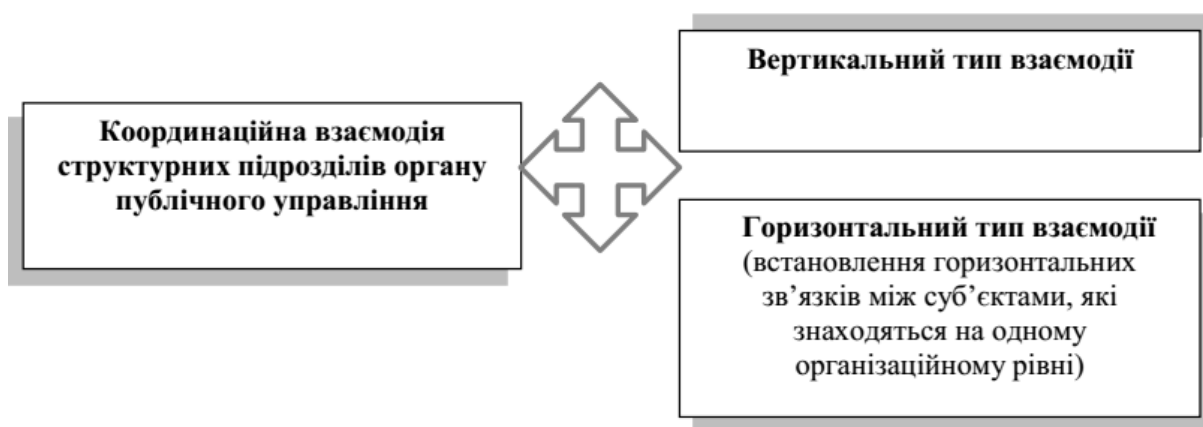 Координаційна взаємодія
структурних підрозділів органу
публічного управління
Вертикальний тип взаємодії
Горизонтальний тип взаємодії
(встановлення горизонтальних
зв’язків між суб’єктами, які
знаходяться на одному
організаційному рівні)